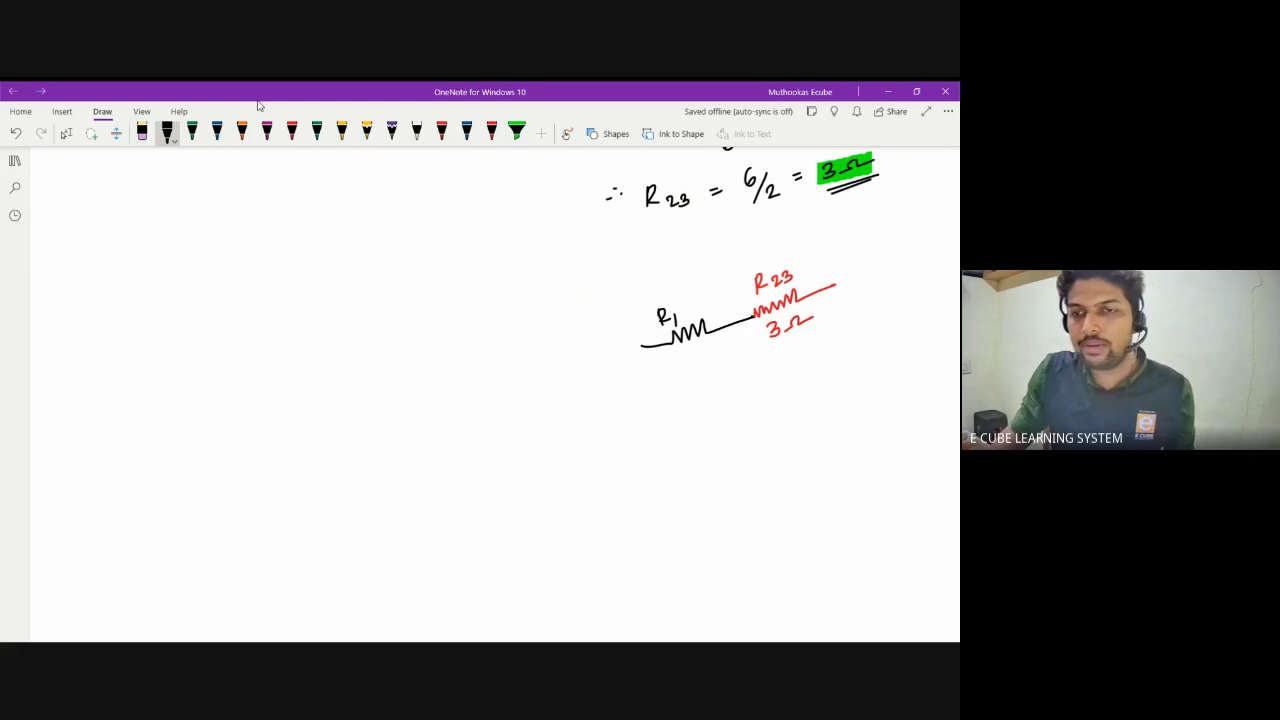 OneNote for Windows 10
Muthookas Ecube
Home Insert Draw View Help
Saved offline (auto-sync is off)
Share
Shapes
Ink to Shape
Ink to Text
∴ R23 = 6/2 = 3Ω
R23
R1
3Ω
E CUBE
E CUBE LEARNING SYSTEM